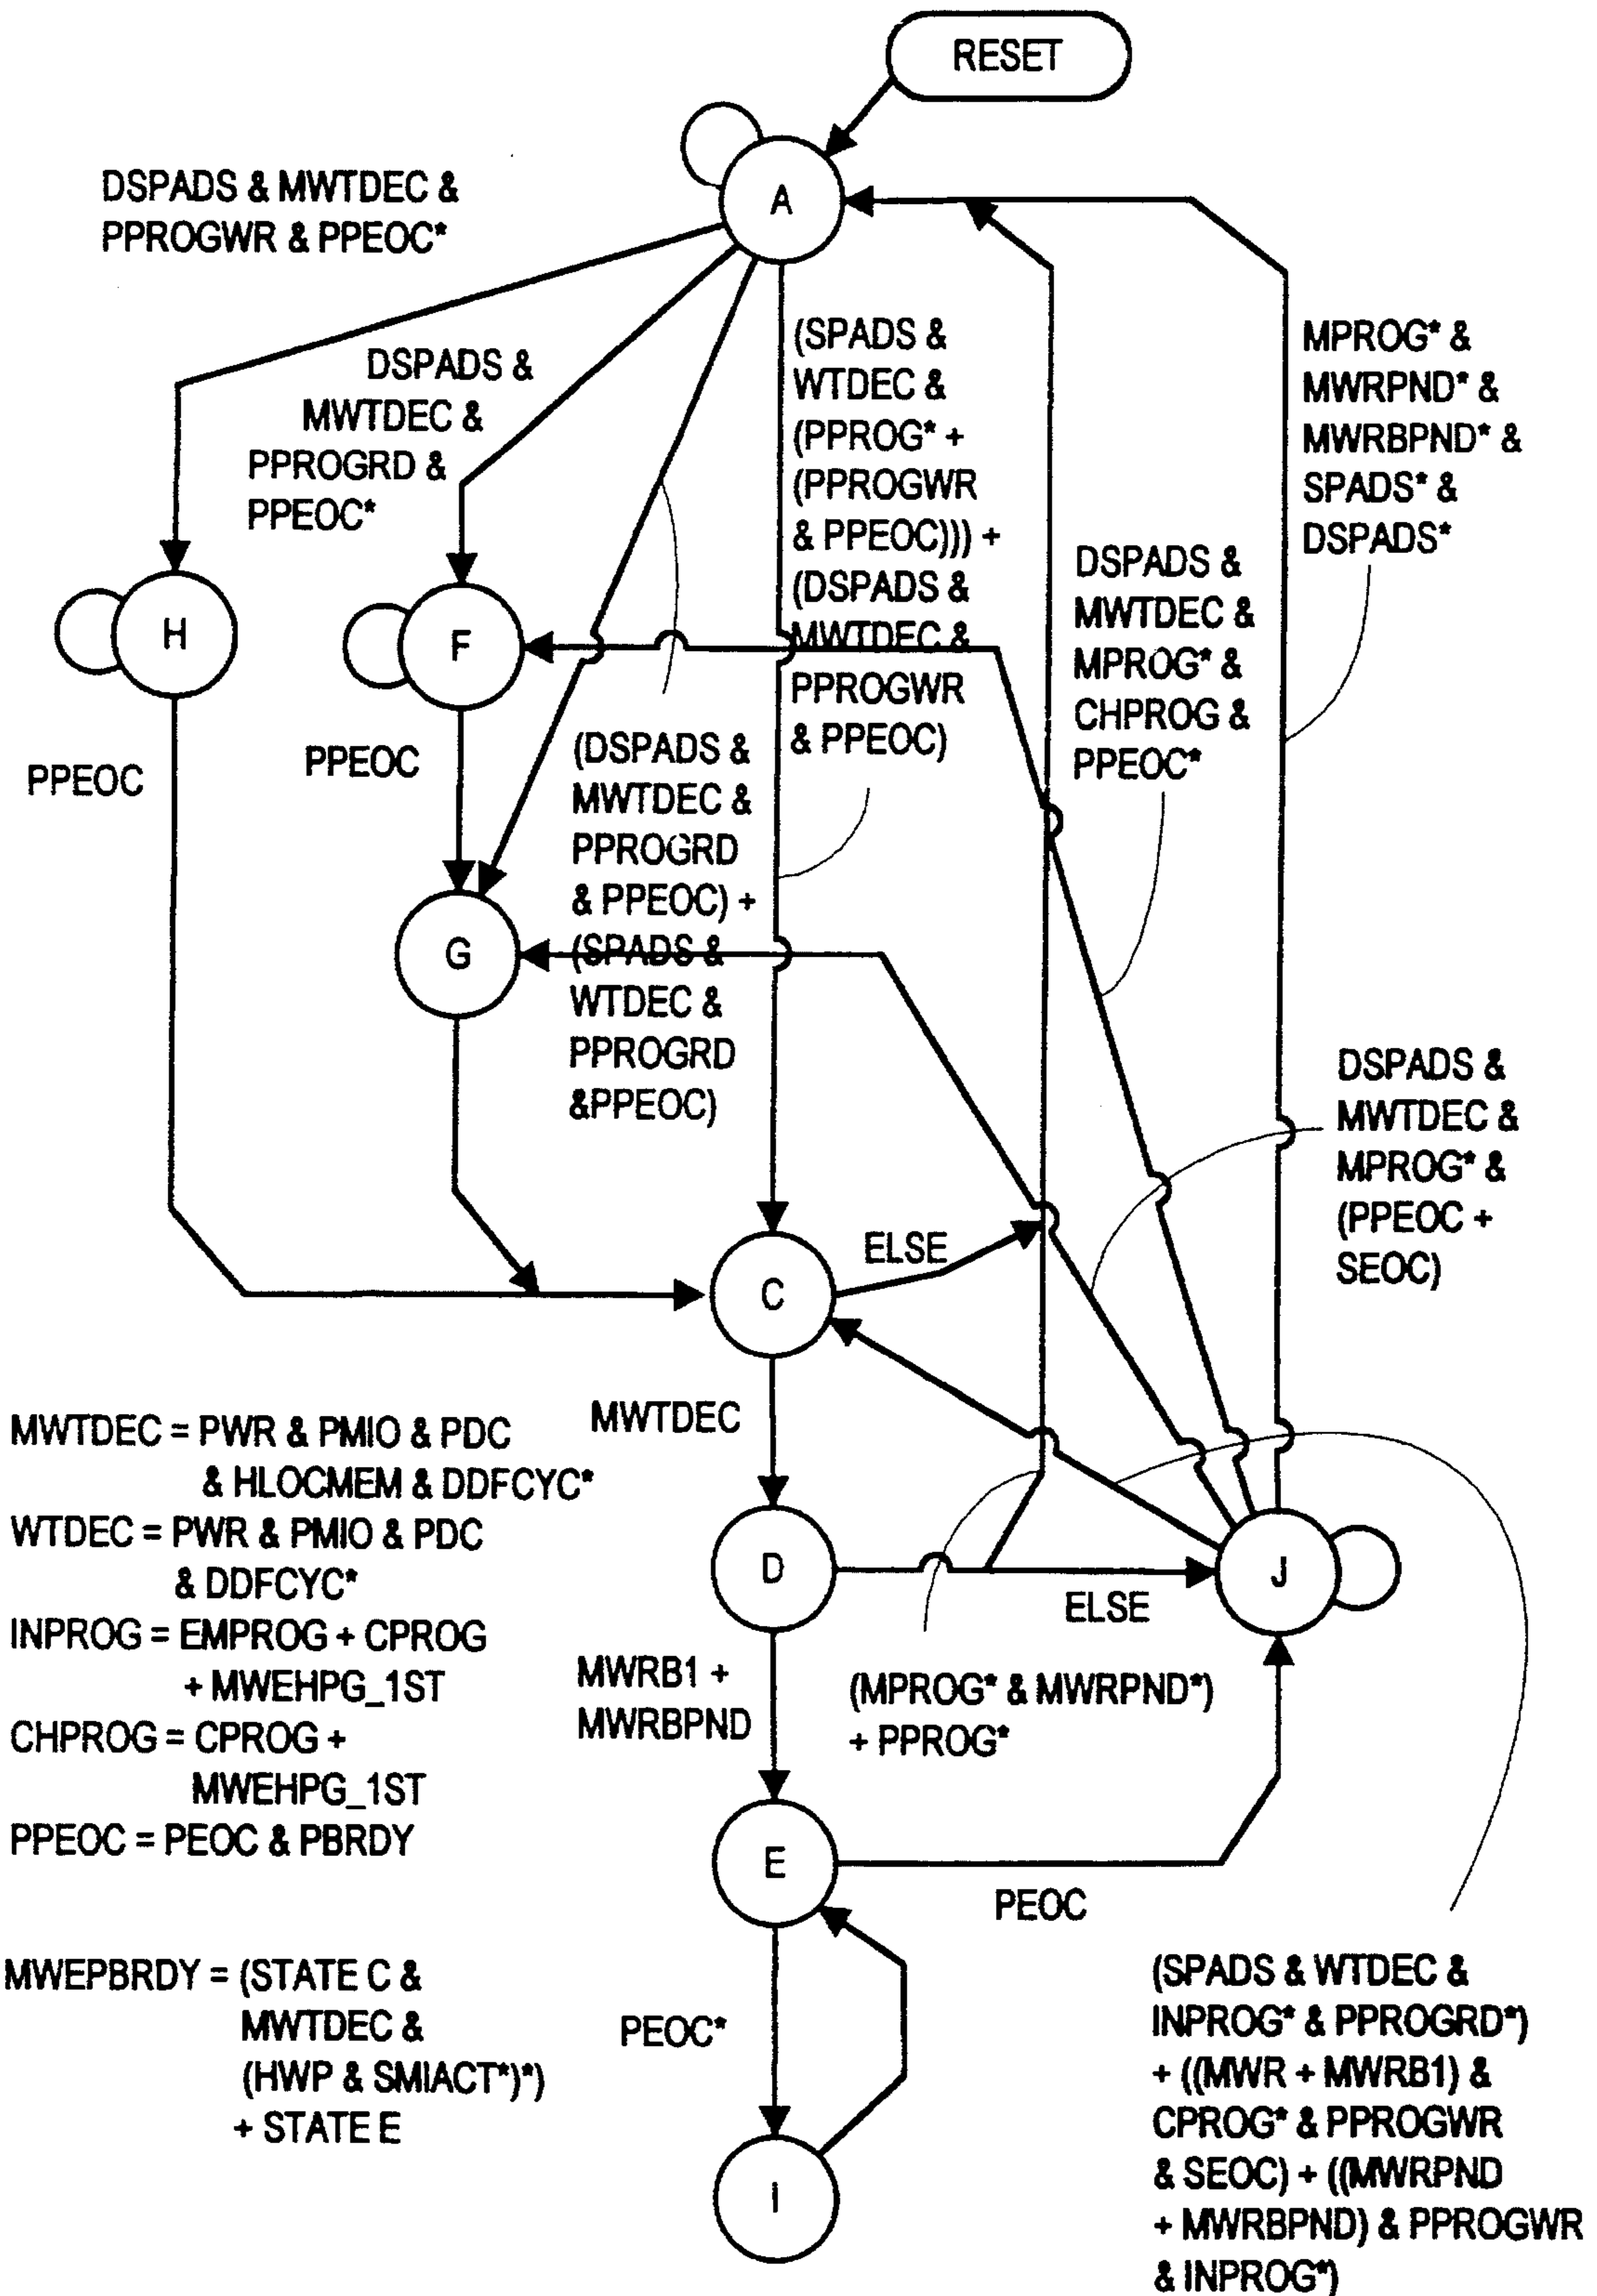 RESET
A
DSPADS & MWTDEC &
PPROGWR & PPEOC*
DSPADS &
MWTDEC &
PPROGRD &
PPEOC*
(SPADS &
WTDEC &
(PPROG* +
(PPROGWR
& PPEOC))) +
(DSPADS &
MWTDEC &
PPROGWR
& PPEOC)
MPROG* &
MWRPND* &
MWRBPND* &
SPADS* &
DSPADS*
DSPADS &
MWTDEC &
MPROG* &
CHPROG &
PPEOC*
H
F
PPEOC
PPEOC
(DSPADS &
MWTDEC &
PPROGRD
& PPEOC) +
(SPADS &
WTDEC &
PPROGRD
&PPEOC)
G
DSPADS &
MWTDEC &
MPROG* &
(PPEOC +
SEOC)
ELSE
C
MWTDEC
MWTDEC = PWR & PMIO & PDC
& HLOCMEM & DDFCYC*
WTDEC = PWR & PMIO & PDC
& DDFCYC*
INPROG = EMPROG + CPROG
+ MWEHPG_1ST
CHPROG = CPROG +
MWEHPG_1ST
PPEOC = PEOC & PBRDY
D
J
ELSE
MWRB1 +
MWRBPND
(MPROG* & MWRPND*)
+ PPROG*
E
PEOC
MWEPBRDY = (STATE C &
MWTDEC &
(HWP & SMIACT*)*)
+ STATE E
PEOC*
I
(SPADS & WTDEC &
INPROG* & PPROGRD*)
+ ((MWR + MWRB1) &
CPROG* & PPROGWR
& SEOC) + ((MWRPND
+ MWRBPND) & PPROGWR
& INPROG*)